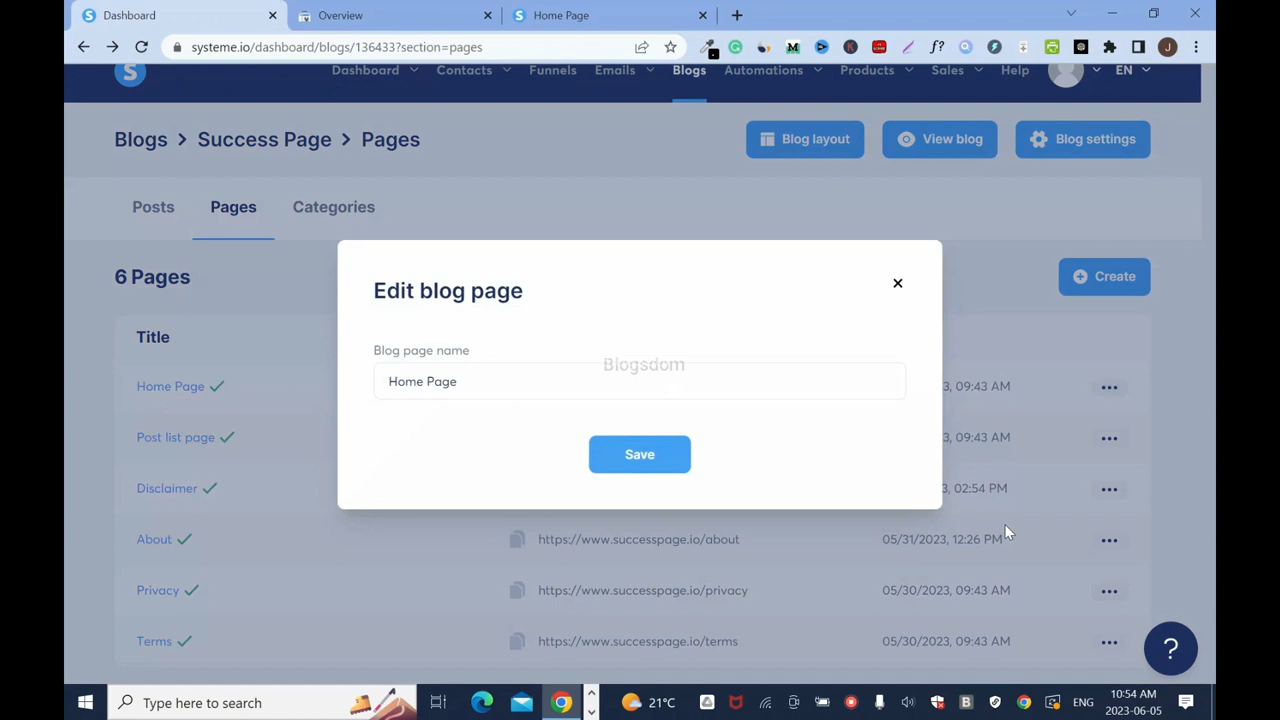 Dashboard
Overview
Home Page
systeme.io/dashboard/blogs/136433?section=pages
Dashboard Contacts Funnels Emails Blogs Automations Products Sales Help EN
Blogs > Success Page > Pages
Blog layout
View blog
Blog settings
Posts Pages Categories
6 Pages
Create
Title
Edit blog page
Blog page name
Blogsdom
Home Page
Save
Home Page
3, 09:43 AM
Post list page
3, 09:43 AM
Disclaimer
3, 02:54 PM
About https://www.successpage.io/about 05/31/2023, 12:26 PM
Privacy https://www.successpage.io/privacy 05/30/2023, 09:43 AM
Terms https://www.successpage.io/terms 05/30/2023, 09:43 AM
?
Type here to search
21°C
ENG
10:54 AM
2023-06-05